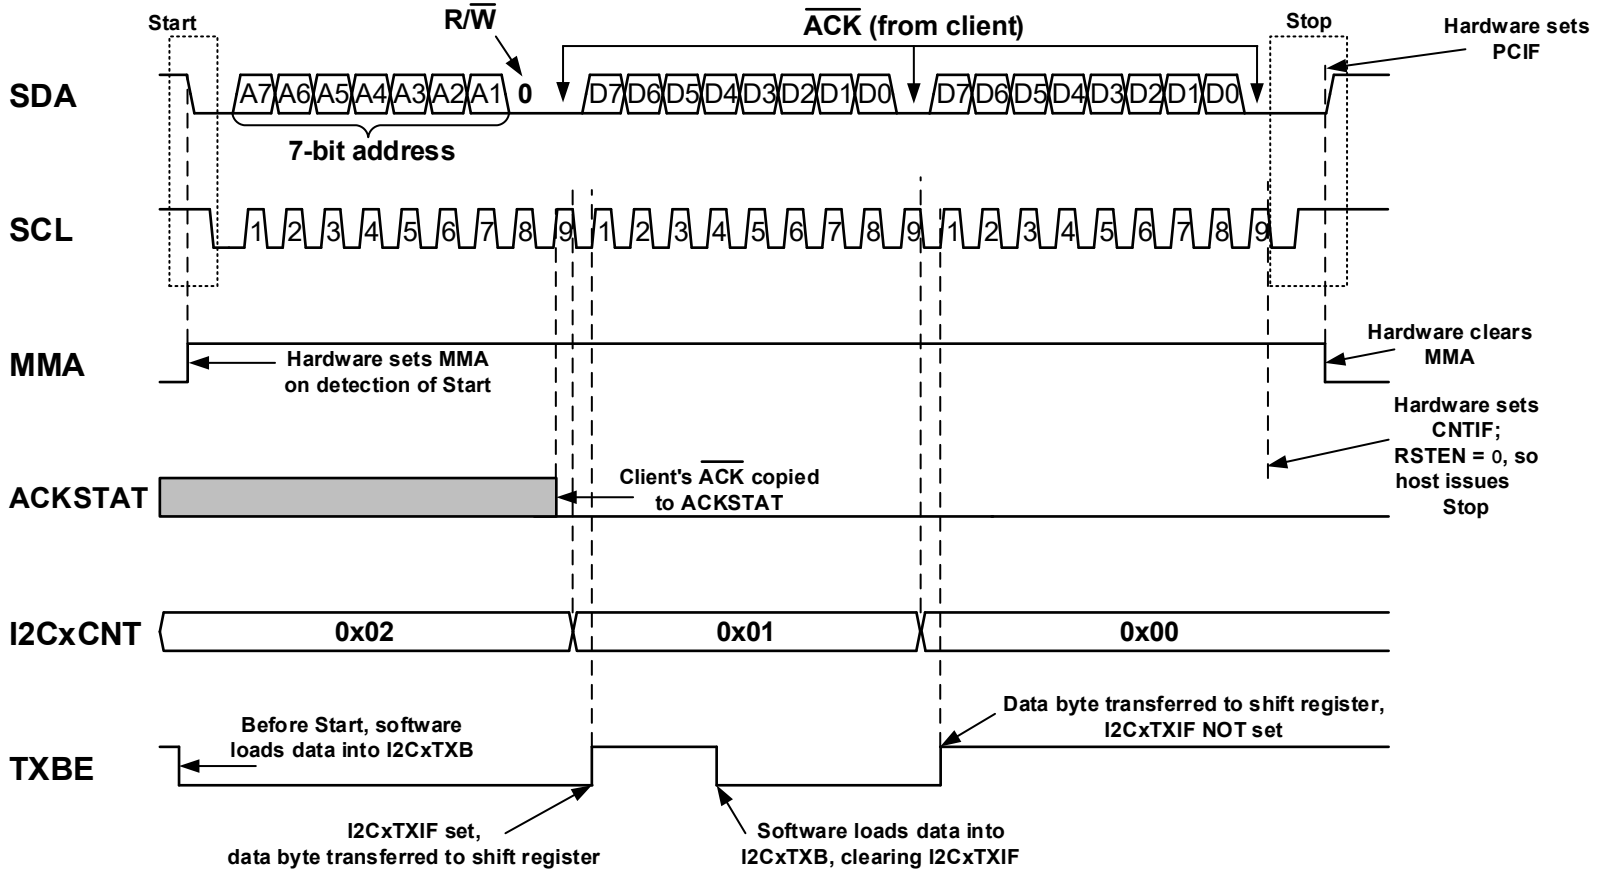 Start
R/W
ACK (from client)
Stop
Hardware sets
PCIF
SDA
A7 A6 A5 A4 A3 A2 A1 0 D7 D6 D5 D4 D3 D2 D1 D0 D7 D6 D5 D4 D3 D2 D1 D0
7-bit address
SCL
1 2 3 4 5 6 7 8 9 1 2 3 4 5 6 7 8 9 1 2 3 4 5 6 7 8 9
MMA
Hardware sets MMA
on detection of Start
Hardware clears
MMA
Hardware sets
CNTIF;
RSTEN = 0, so
host issues
Stop
ACKSTAT
Client's ACK copied
to ACKSTAT
I2CxCNT
0x02 0x01 0x00
TXBE
Before Start, software
loads data into I2CxTXB
Data byte transferred to shift register,
I2CxTXIF NOT set
I2CxTXIF set,
data byte transferred to shift register
Software loads data into
I2CxTXB, clearing I2CxTXIF